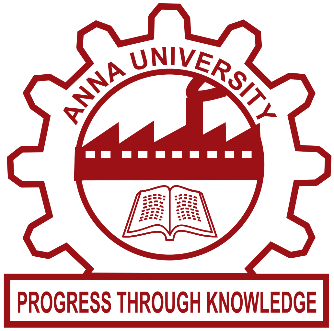 ANNA UNIVERSITY
PROGRESS THROUGH KNOWLEDGE